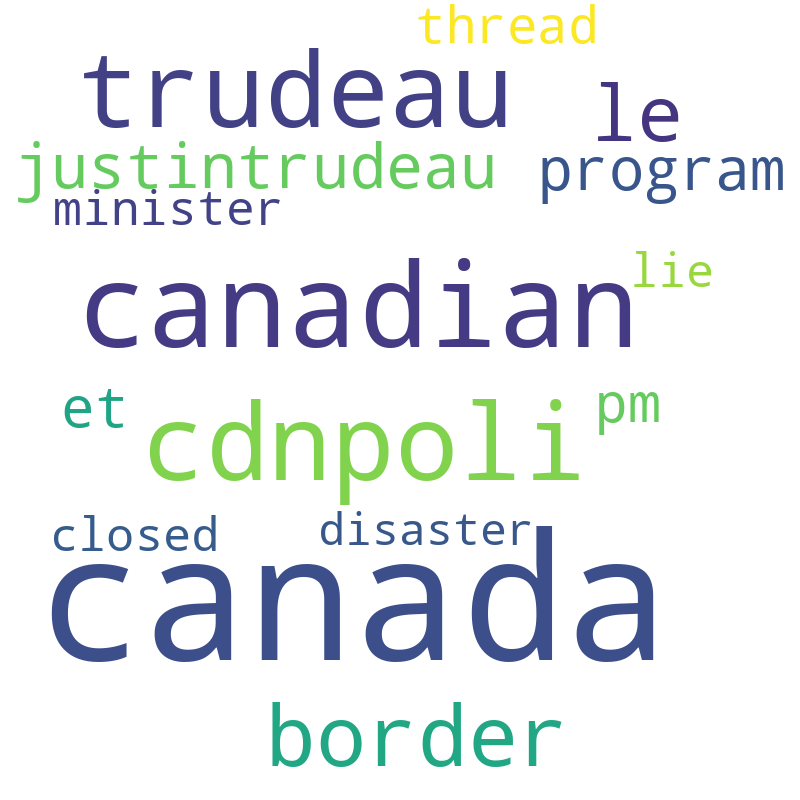 thread
trudeau
le
justintrudeau
program
minister
canadian
lie
et
cdnpoli
pm
closed
disaster
canada
border